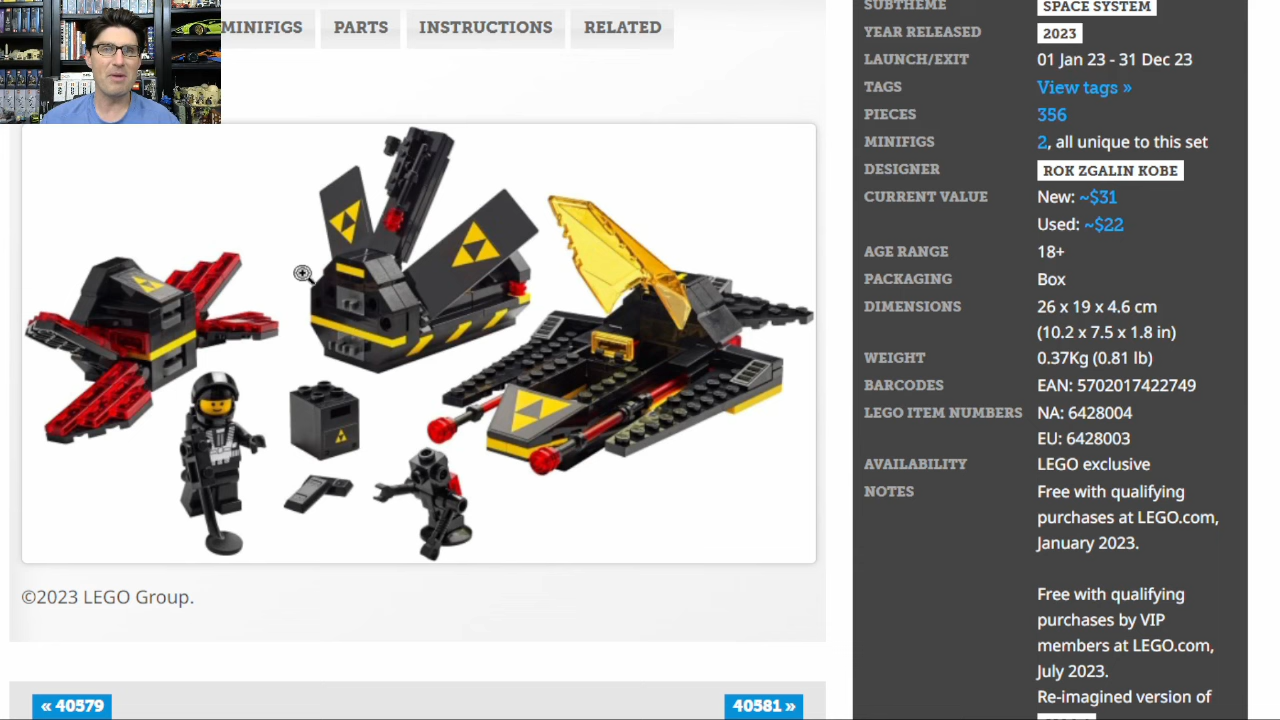 MINIFIGS PARTS INSTRUCTIONS RELATED
©2023 LEGO Group.
« 40579
40581 »
SUBTHEME SPACE SYSTEM
YEAR RELEASED 2023
LAUNCH/EXIT 01 Jan 23 - 31 Dec 23
TAGS View tags »
PIECES 356
MINIFIGS 2, all unique to this set
DESIGNER ROK ZGALIN KOBE
CURRENT VALUE New: ~$31
Used: ~$22
AGE RANGE 18+
PACKAGING Box
DIMENSIONS 26 x 19 x 4.6 cm
(10.2 x 7.5 x 1.8 in)
WEIGHT 0.37Kg (0.81 lb)
BARCODES EAN: 5702017422749
LEGO ITEM NUMBERS NA: 6428004
EU: 6428003
AVAILABILITY LEGO exclusive
NOTES Free with qualifying
purchases at LEGO.com,
January 2023.
Free with qualifying
purchases by VIP
members at LEGO.com,
July 2023.
Re-imagined version of